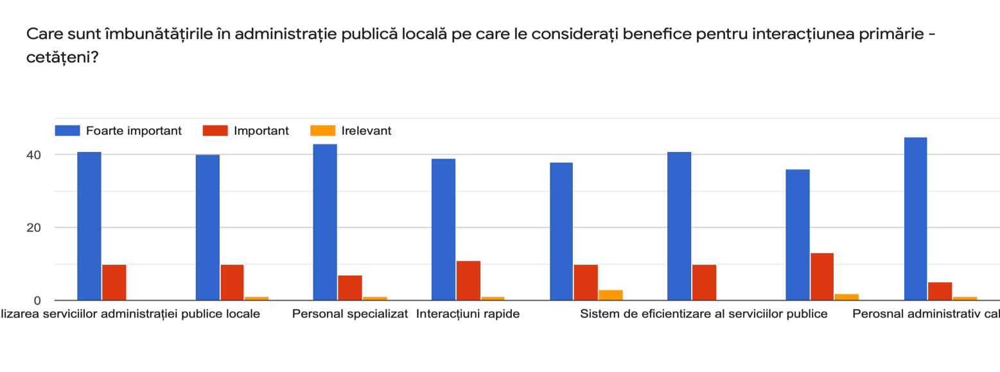 Care sunt îmbunătățirile în administrație publică locală pe care le considerați benefice pentru interacțiunea primărie -
cetățeni?
Foarte important Important Irelevant
40
20
0
lizarea serviciilor administrației publice locale Personal specializat Interacțiuni rapide Sistem de eficientizare al serviciilor publice Perosnal administrativ cal